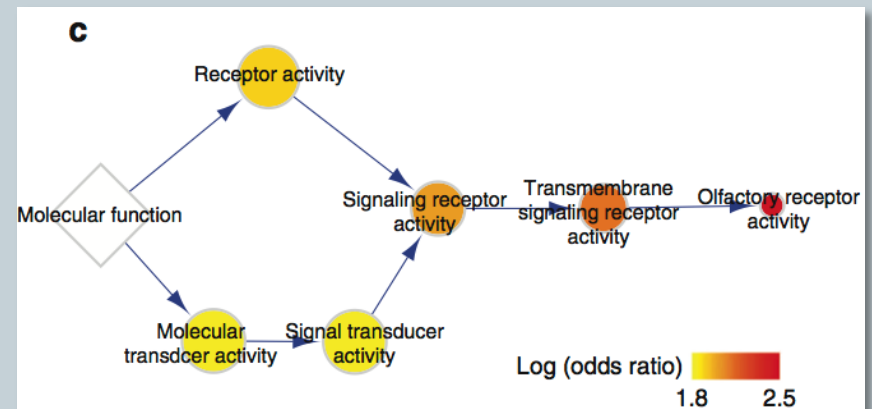 c
Receptor activity
Molecular function
Signaling receptor
activity
Transmembrane
signaling receptor
activity
Olfactory receptor
activity
Molecular
transdcer activity
Signal transducer
activity
Log (odds ratio)
1.8 2.5